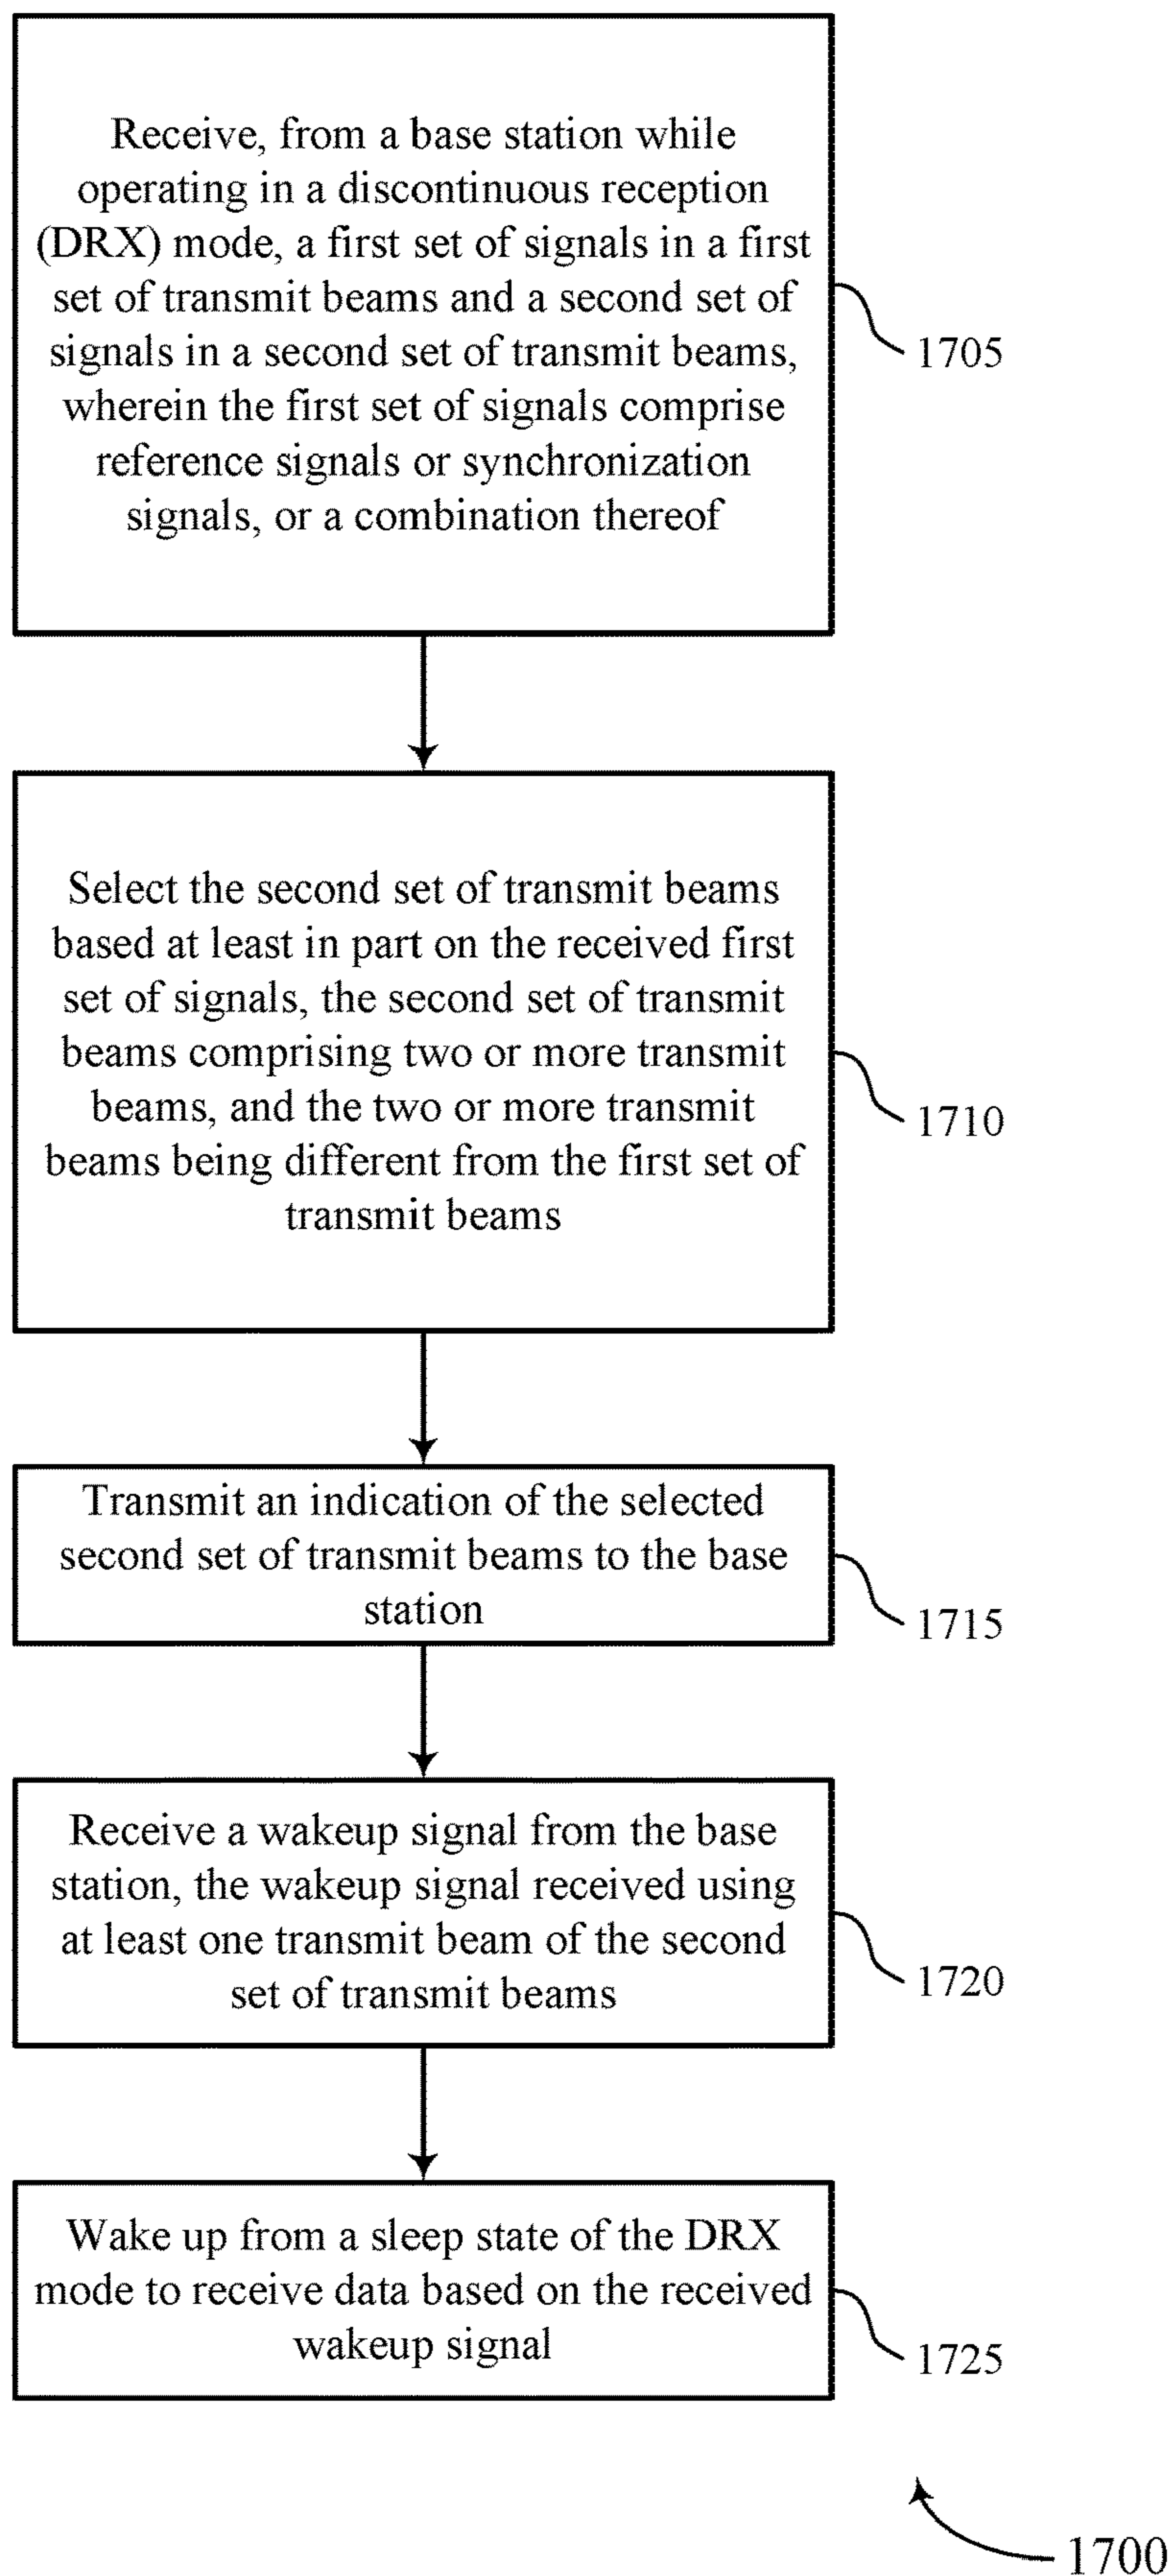 Receive, from a base station while
operating in a discontinuous reception
(DRX) mode, a first set of signals in a first
set of transmit beams and a second set of
signals in a second set of transmit beams,
wherein the first set of signals comprise
reference signals or synchronization
signals, or a combination thereof
1705
Select the second set of transmit beams
based at least in part on the received first
set of signals, the second set of transmit
beams comprising two or more transmit
beams, and the two or more transmit
beams being different from the first set of
transmit beams
1710
Transmit an indication of the selected
second set of transmit beams to the base
station
1715
Receive a wakeup signal from the base
station, the wakeup signal received using
at least one transmit beam of the second
set of transmit beams
1720
Wake up from a sleep state of the DRX
mode to receive data based on the received
wakeup signal
1725
1700